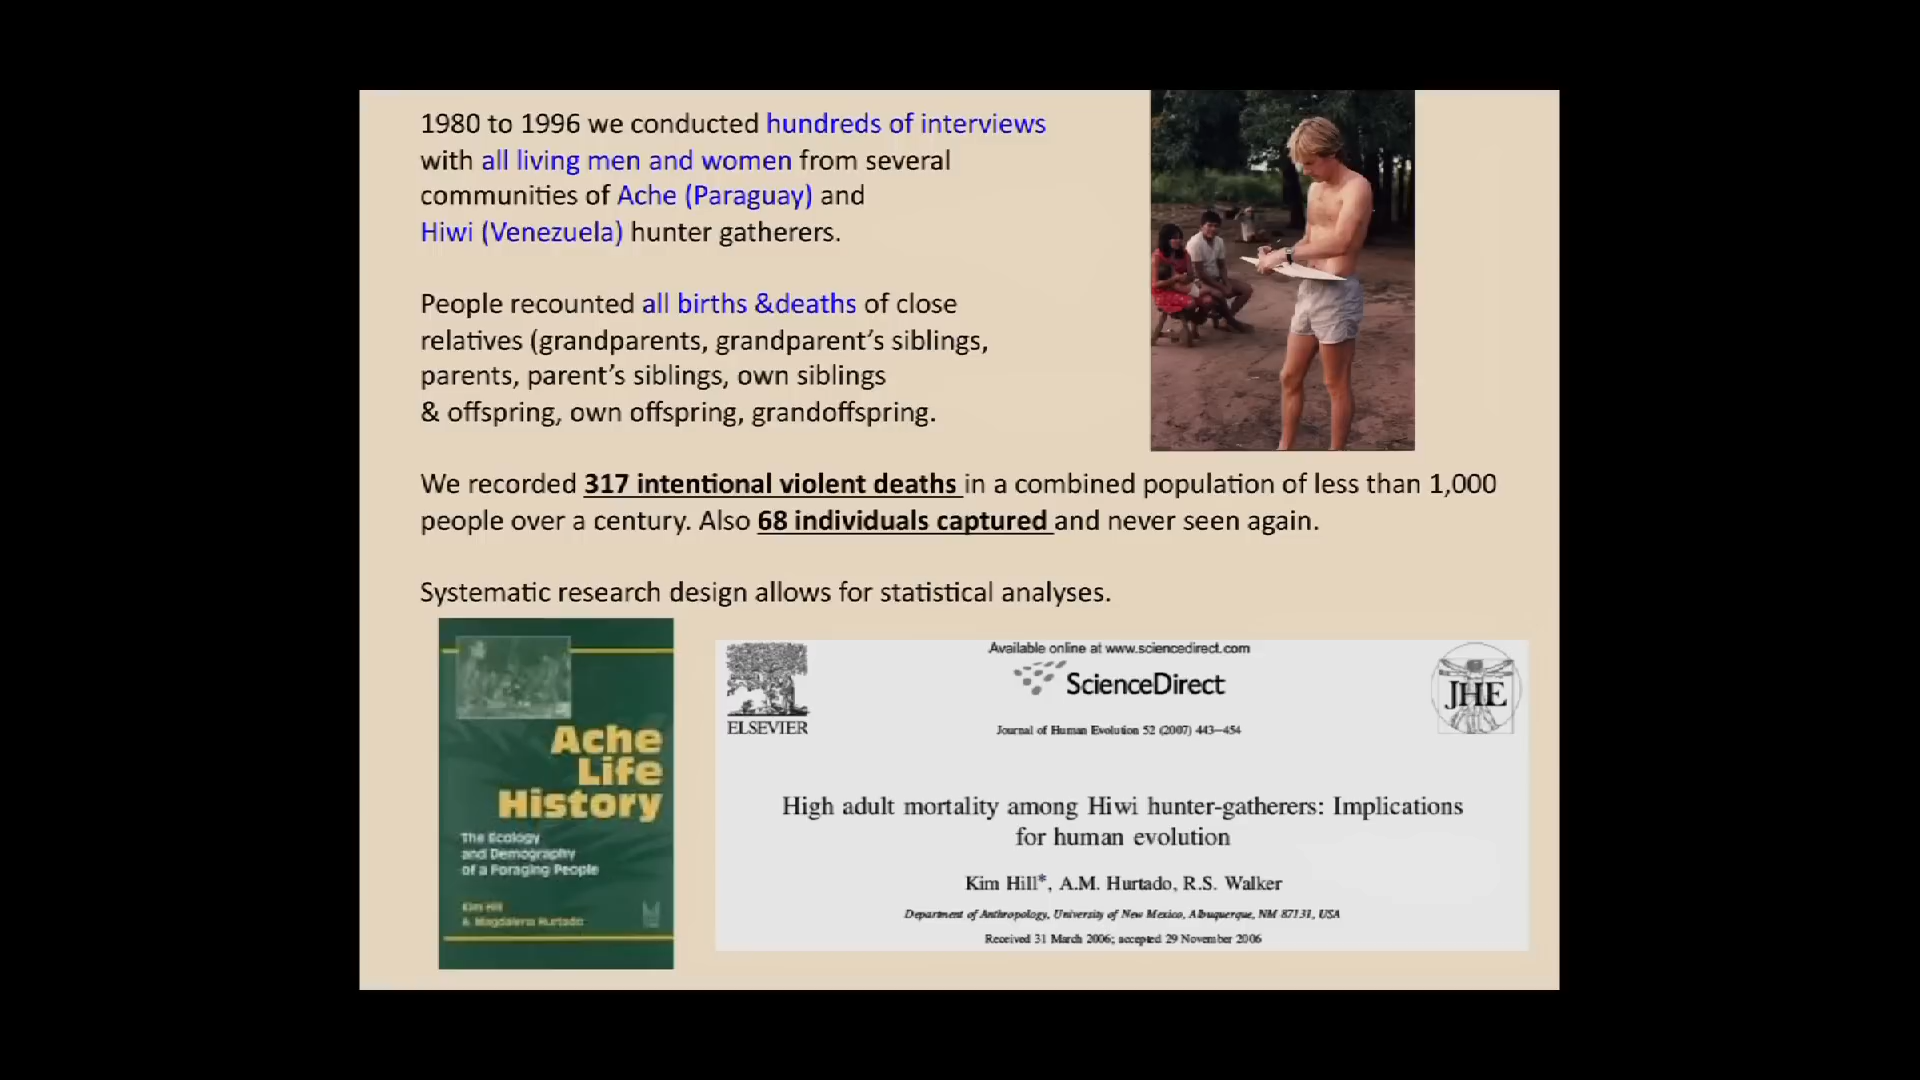 1980 to 1996 we conducted hundreds of interviews
with all living men and women from several
communities of Ache (Paraguay) and
Hiwi (Venezuela) hunter gatherers.
People recounted all births &deaths of close
relatives (grandparents, grandparent’s siblings,
parents, parent’s siblings, own siblings
& offspring, own offspring, grandoffspring.
We recorded 317 intentional violent deaths in a combined population of less than 1,000
people over a century. Also 68 individuals captured and never seen again.
Systematic research design allows for statistical analyses.
Ache
Life
History
The Ecology
and Demography
of a Foraging People
Kim Hill
& Magdalena Hurtado
Available online at www.sciencedirect.com
ScienceDirect
ELSEVIER
JHE
Journal of Human Evolution 52 (2007) 443–454
High adult mortality among Hiwi hunter-gatherers: Implications
for human evolution
Kim Hill*, A.M. Hurtado, R.S. Walker
Department of Anthropology, University of New Mexico, Albuquerque, NM 87131, USA
Received 31 March 2006; accepted 29 November 2006